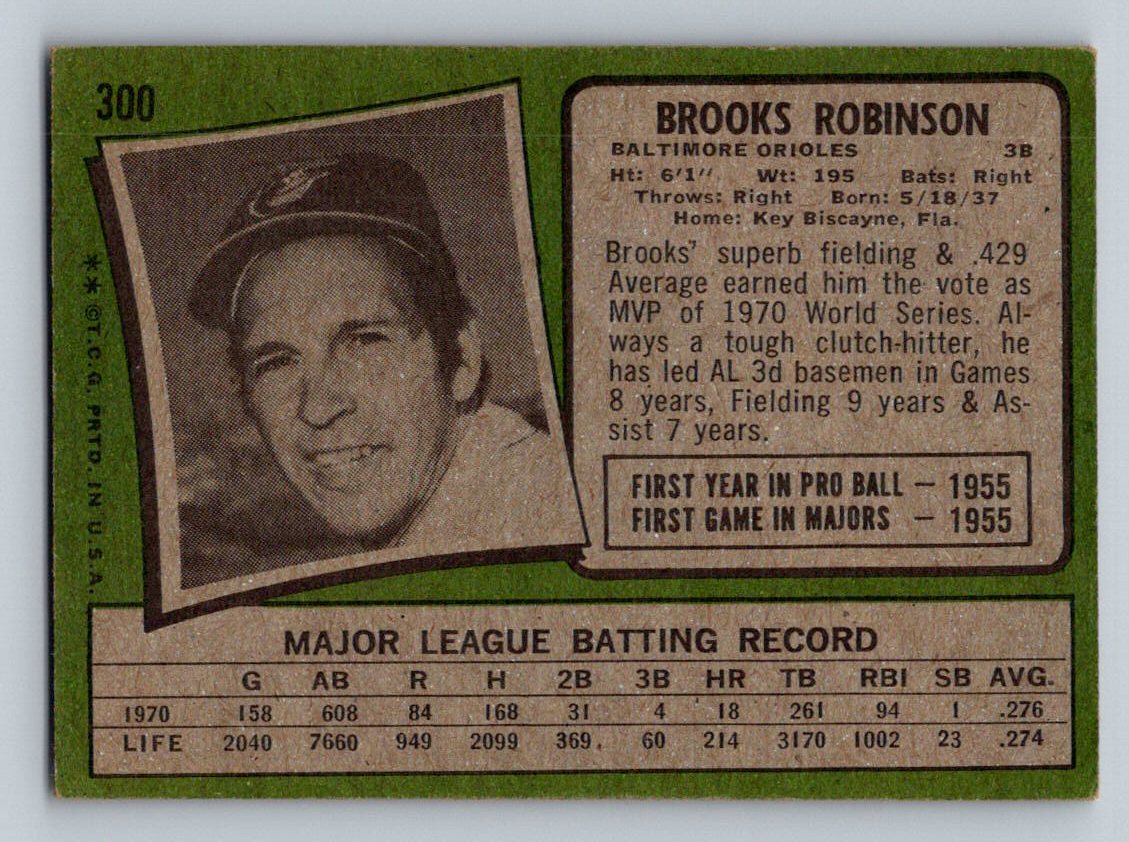 300
**©T.C.G. PRTD. IN U.S.A.
BROOKS ROBINSON
BALTIMORE ORIOLES 3B
Ht: 6'1" Wt: 195 Bats: Right
Throws: Right Born: 5/18/37
Home: Key Biscayne, Fla.
Brooks' superb fielding & .429
Average earned him the vote as
MVP of 1970 World Series. Al-
ways a tough clutch-hitter, he
has led AL 3d basemen in Games
8 years, Fielding 9 years & As-
sist 7 years.
FIRST YEAR IN PRO BALL — 1955
FIRST GAME IN MAJORS — 1955
MAJOR LEAGUE BATTING RECORD
G AB R H 2B 3B HR TB RBI SB AVG.
1970 158 608 84 168 31 4 18 261 94 1 .276
LIFE 2040 7660 949 2099 369 60 214 3170 1002 23 .274